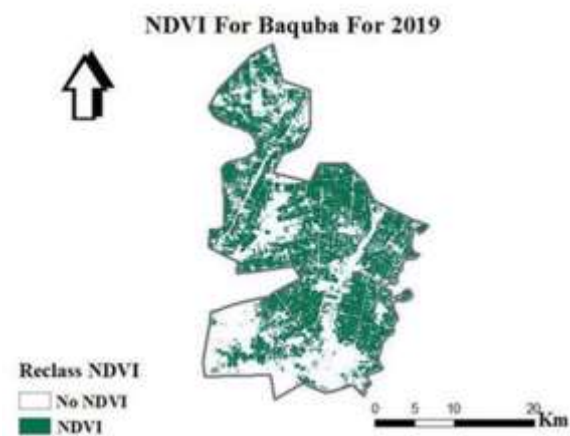 NDVI For Baquba For 2019
Reclass NDVI
No NDVI
NDVI
0 5 10 20
Km